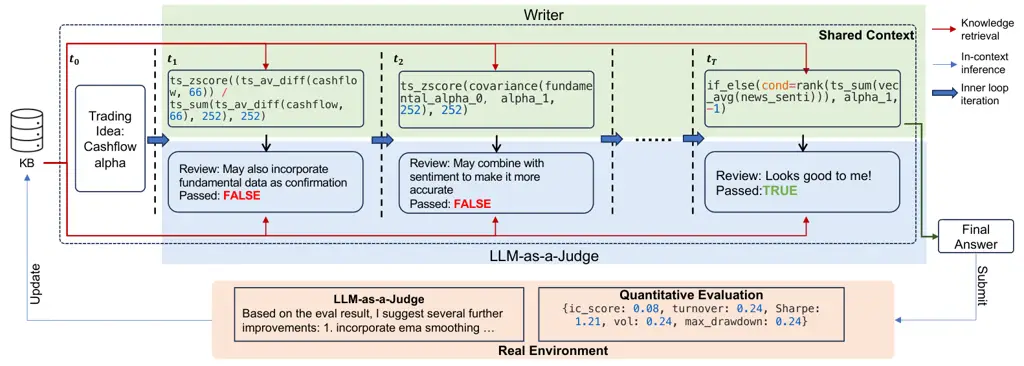 Writer
Shared Context
Knowledge
retrieval
In-context
inference
Inner loop
iteration
t0
t1
t2
tT
KB
Trading
Idea:
Cashflow
alpha
ts_zscore((ts_av_diff(cashflo
w, 66)) /
ts_sum(ts_av_diff(cashflow,
66), 252), 252)
ts_zscore(covariance(fundame
ental_alpha_0, alpha_1,
252), 252)
if_else(cond=rank(ts_sum(vec
_avg(news_senti))), alpha_1,
-1)
......
Review: May also incorporate
fundamental data as confirmation
Passed: FALSE
Review: May combine with
sentiment to make it more
accurate
Passed: FALSE
Review: Looks good to me!
Passed:TRUE
LLM-as-a-Judge
Final
Answer
Update
Submit
LLM-as-a-Judge
Based on the eval result, I suggest several further
improvements: 1. incorporate ema smoothing ...
Quantitative Evaluation
{ic_score: 0.08, turnover: 0.24, Sharpe:
1.21, vol: 0.24, max_drawdown: 0.24}
Real Environment